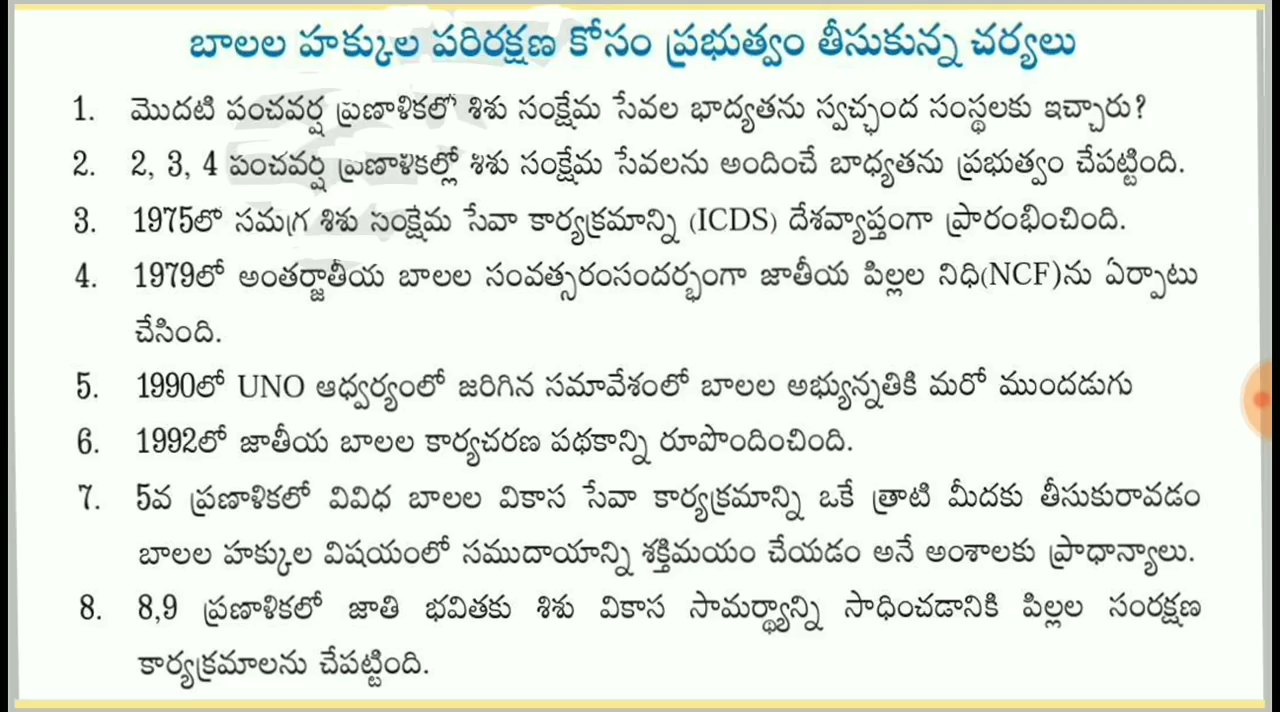 బాలల హక్కుల పరిరక్షణ కోసం ప్రభుత్వం తీసుకున్న చర్యలు
1. మొదటి పంచవర్ష ప్రణాళికలో శిశు సంక్షేమ సేవల భాద్యతను స్వచ్ఛంద సంస్థలకు ఇచ్చారు?
2. 2, 3, 4 పంచవర్ష ప్రణాళికల్లో శిశు సంక్షేమ సేవలను అందించే బాధ్యతను ప్రభుత్వం చేపట్టింది.
3. 1975లో సమగ్ర శిశు సంక్షేమ సేవా కార్యక్రమాన్ని (ICDS) దేశవ్యాప్తంగా ప్రారంభించింది.
4. 1979లో అంతర్జాతీయ బాలల సంవత్సరంసందర్భంగా జాతీయ పిల్లల నిధి(NCF)ను ఏర్పాటు
చేసింది.
5. 1990లో UNO ఆధ్వర్యంలో జరిగిన సమావేశంలో బాలల అభ్యున్నతికి మరో ముందడుగు
6. 1992లో జాతీయ బాలల కార్యచరణ పథకాన్ని రూపొందించింది.
7. 5వ ప్రణాళికలో వివిధ బాలల వికాస సేవా కార్యక్రమాన్ని ఒకే త్రాటి మీదకు తీసుకురావడం
బాలల హక్కుల విషయంలో సముదాయాన్ని శక్తిమయం చేయడం అనే అంశాలకు ప్రాధాన్యాలు.
8. 8,9 ప్రణాళికలో జాతి భవితకు శిశు వికాస సామర్థ్యాన్ని సాధించడానికి పిల్లల సంరక్షణ
కార్యక్రమాలను చేపట్టింది.